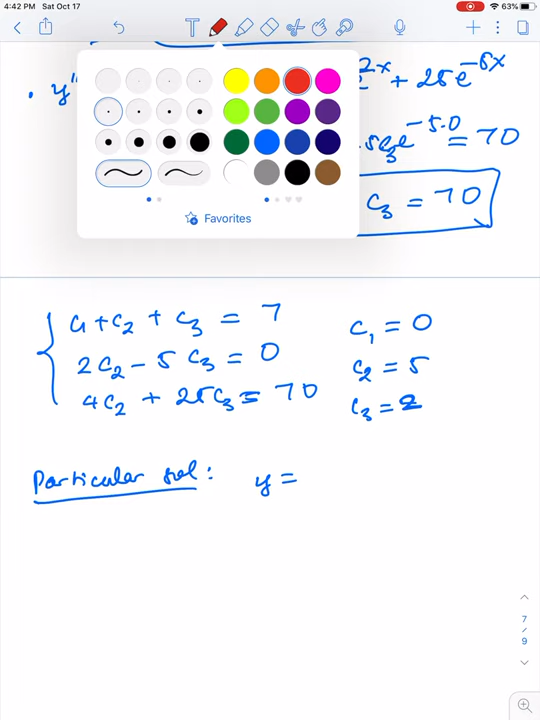 4:42 PM Sat Oct 17
63%
2x + 25e^-5x
• y"
5c3e^-5·0 = 70
c3 = 70
Favorites
c1 + c2 + c3 = 7
2c2 - 5c3 = 0
4c2 + 25c3 = 70
c1 = 0
c2 = 5
c3 = 2
Particular sol: y =
7
/
9